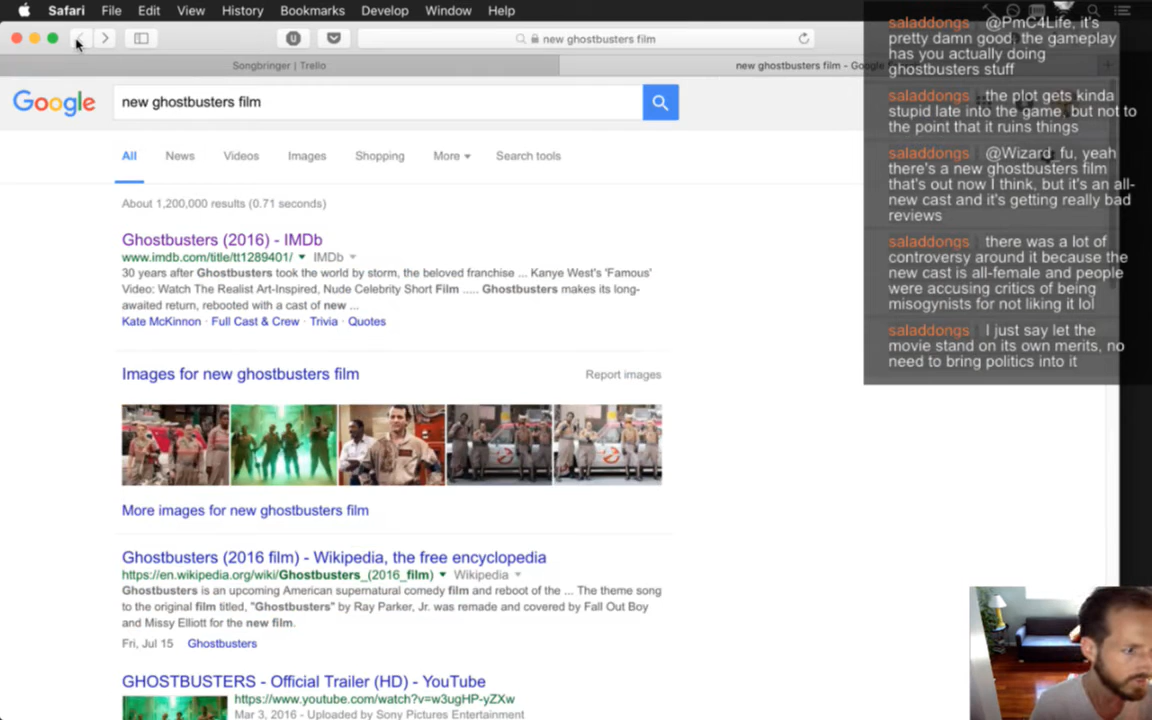 Safari File Edit View History Bookmarks Develop Window Help
new ghostbusters film
Songbringer | Trello
new ghostbusters film - Google
Google
new ghostbusters film
All News Videos Images Shopping More Search tools
About 1,200,000 results (0.71 seconds)
Ghostbusters (2016) - IMDb
www.imdb.com/title/tt1289401/ IMDb
30 years after Ghostbusters took the world by storm, the beloved franchise ... Kanye West's 'Famous'
Video: Watch The Realist Art-Inspired, Nude Celebrity Short Film ..... Ghostbusters makes its long-
awaited return, rebooted with a cast of new ...
Kate McKinnon · Full Cast & Crew · Trivia · Quotes
Images for new ghostbusters film
Report images
More images for new ghostbusters film
Ghostbusters (2016 film) - Wikipedia, the free encyclopedia
https://en.wikipedia.org/wiki/Ghostbusters_(2016_film) Wikipedia
Ghostbusters is an upcoming American supernatural comedy film and reboot of the ... The theme song
to the original film titled, "Ghostbusters" by Ray Parker, Jr. was remade and covered by Fall Out Boy
and Missy Elliott for the new film.
Fri, Jul 15 Ghostbusters
GHOSTBUSTERS - Official Trailer (HD) - YouTube
https://www.youtube.com/watch?v=w3ugHP-yZXw
Mar 3, 2016 - Uploaded by Sony Pictures Entertainment
saladdongs @PmC4Life, it's
pretty damn good, the gameplay
has you actually doing
ghostbusters stuff
saladdongs the plot gets kinda
stupid late into the game, but not to
the point that it ruins things
saladdongs @Wizard_fu, yeah
there's a new ghostbusters film
that's out now I think, but it's an all-
new cast and it's getting really bad
reviews
saladdongs there was a lot of
controversy around it because the
new cast is all-female and people
were accusing critics of being
misogynists for not liking it lol
saladdongs I just say let the
movie stand on its own merits, no
need to bring politics into it